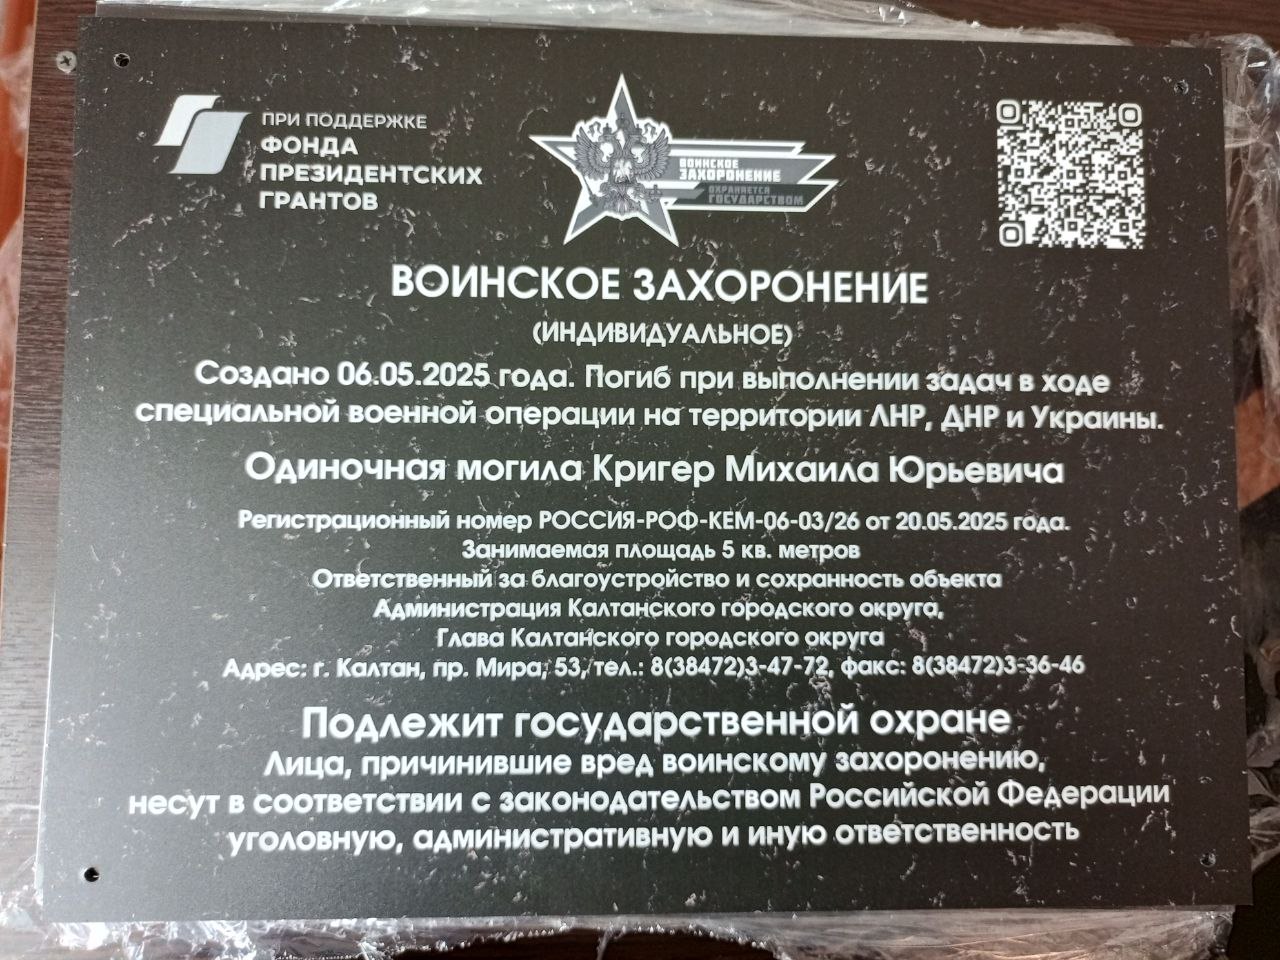 ПРИ ПОДДЕРЖКЕ
ФОНДА
ПРЕЗИДЕНТСКИХ
ГРАНТОВ
ВОИНСКОЕ
ЗАХОРОНЕНИЕ
ОХРАНЯЕТСЯ
ГОСУДАРСТВОМ
ВОИНСКОЕ ЗАХОРОНЕНИЕ
(ИНДИВИДУАЛЬНОЕ)
Создано 06.05.2025 года. Погиб при выполнении задач в ходе
специальной военной операции на территории ЛНР, ДНР и Украины.
Одиночная могила Кригер Михаила Юрьевича
Регистрационный номер РОССИЯ-РОФ-КЕМ-06-03/26 от 20.05.2025 года.
Занимаемая площадь 5 кв. метров
Ответственный за благоустройство и сохранность объекта
Администрация Калтанского городского округа,
Глава Калтанского городского округа
Адрес: г. Калтан, пр. Мира, 53, тел.: 8(38472)3-47-72, факс: 8(38472)3-36-46
Подлежит государственной охране
Лица, причинившие вред воинскому захоронению,
несут в соответствии с законодательством Российской Федерации
уголовную, административную и иную ответственность